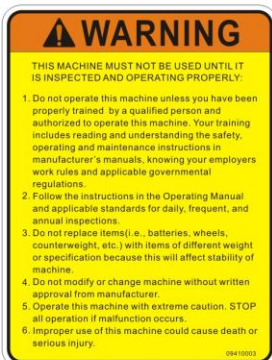 WARNING
THIS MACHINE MUST NOT BE USED UNTIL IT
IS INSPECTED AND OPERATING PROPERLY:
1. Do not operate this machine unless you have been
properly trained by a qualified person and
authorized to operate this machine. Your training
includes reading and understanding the safety,
operating and maintenance instructions in
manufacturer's manuals, knowing your employers
work rules and applicable governmental
regulations.
2. Follow the instructions in the Operating Manual
and applicable standards for daily, frequent, and
annual inspections.
3. Do not replace items(i.e., batteries, wheels,
counterweight, etc.) with items of different weight
or specification because this will affect stability of
machine.
4. Do not modify or change machine without written
approval from manufacturer.
5. Operate this machine with extreme caution. STOP
all operation if malfunction occurs.
6. Improper use of this machine could cause death or
serious injury.
09410003